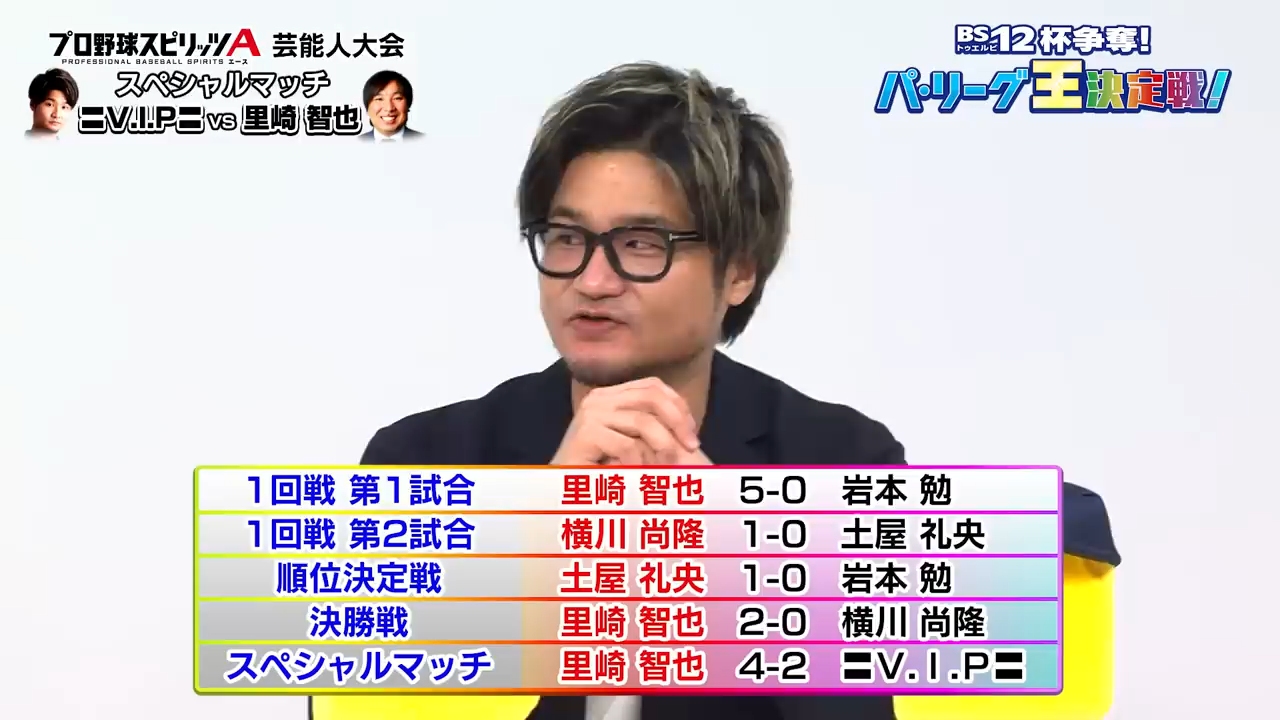 プロ野球スピリッツA 芸能人大会
PROFESSIONAL BASEBALL SPIRITS エース
スペシャルマッチ
〓V.I.P〓 VS 里崎 智也
BS12 杯争奪!
トゥエルビ
パ・リーグ王決定戦!
1回戦 第1試合 里崎 智也 5-0 岩本 勉
1回戦 第2試合 横川 尚隆 1-0 土屋 礼央
順位決定戦 土屋 礼央 1-0 岩本 勉
決勝戦 里崎 智也 2-0 横川 尚隆
スペシャルマッチ 里崎 智也 4-2 〓V.I.P〓